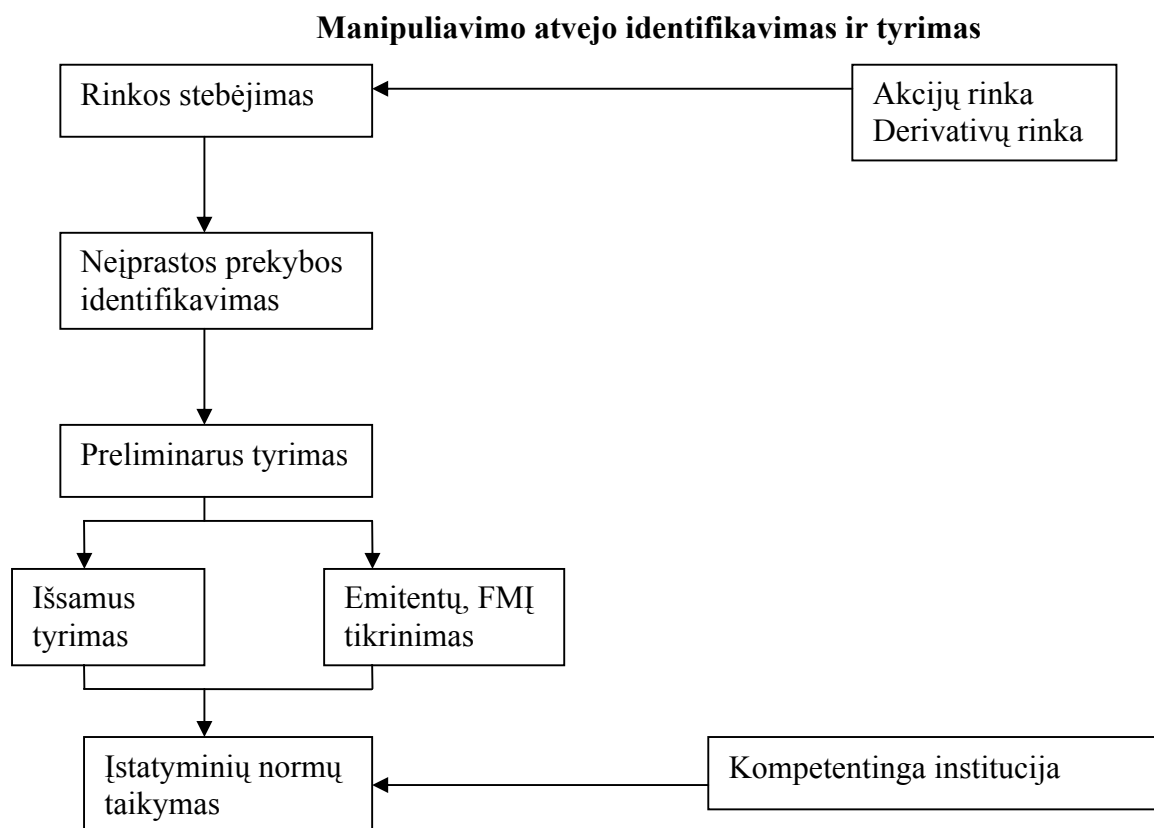 Manipuliavimo atvejo identifikavimas ir tyrimas
Rinkos stebėjimas
Akcijų rinka
Derivatyvų rinka
Neįprastos prekybos
identifikavimas
Preliminarus tyrimas
Išsamus
tyrimas
Emitentų, FMĮ
tikrinimas
Įstatyminių normų
taikymas
Kompetentinga institucija